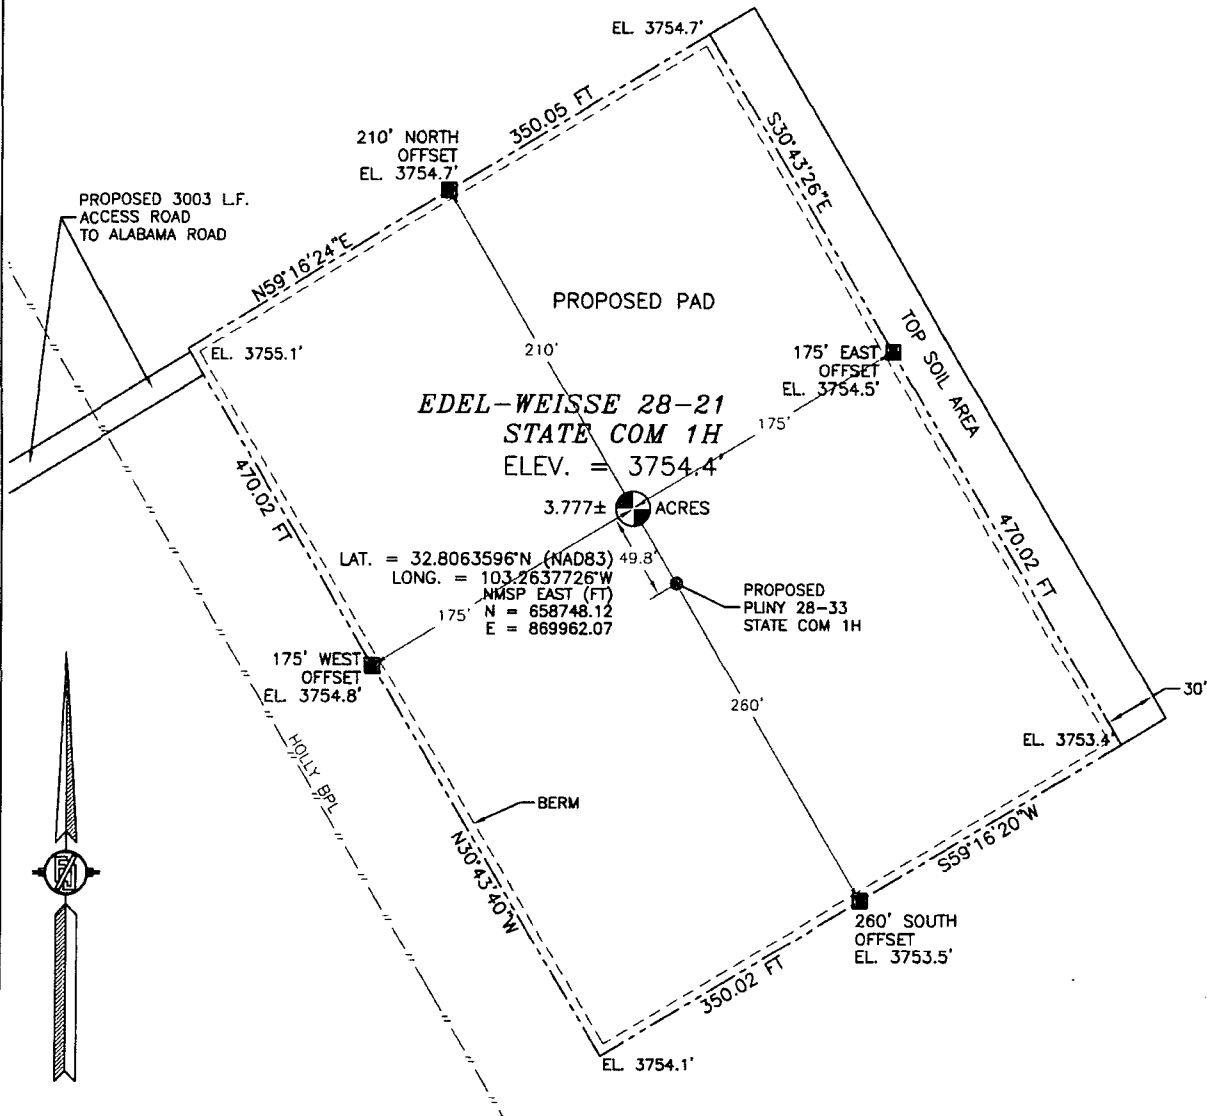 EL. 3754.7'
350.05 FT
210' NORTH
OFFSET
EL. 3754.7'
S30°43'26"E
PROPOSED 3003 L.F.
ACCESS ROAD
TO ALABAMA ROAD
N59°16'24"E
PROPOSED PAD
TOP SOIL AREA
EL. 3755.1'
210'
175' EAST
OFFSET
EL. 3754.5'
EDEL-WEISSE 28-21
STATE COM 1H
ELEV. = 3754.4'
175'
470.02 FT
3.777± ACRES
470.02 FT
LAT. = 32.8063596°N (NAD83)
LONG. = 103.2637726°W
NMSP EAST (FT)
N = 658748.12
E = 869962.07
49.8'
175'
PROPOSED
PLINY 28-33
STATE COM 1H
175' WEST
OFFSET
EL. 3754.8'
260'
30'
HOLLY BPL
EL. 3753.4'
BERM
N30°43'40"W
S59°16'20"W
260' SOUTH
OFFSET
EL. 3753.5'
350.02 FT
EL. 3754.1'